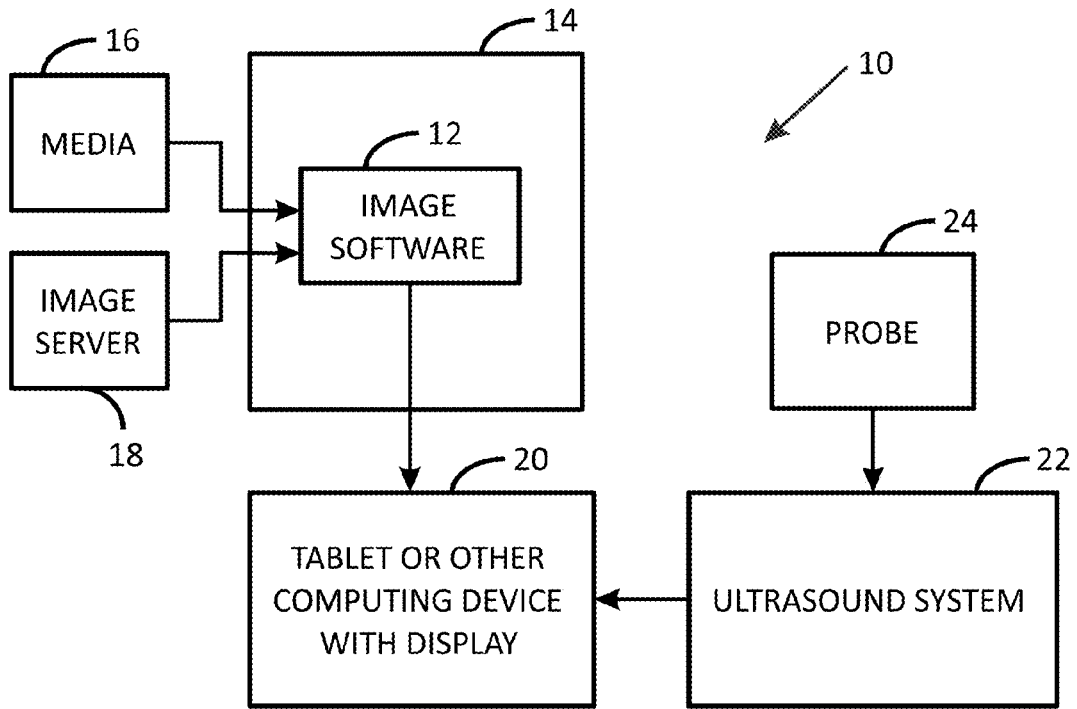 16
14
10
MEDIA
12
IMAGE
SOFTWARE
24
IMAGE
SERVER
PROBE
18
20
22
TABLET OR OTHER
COMPUTING DEVICE
WITH DISPLAY
ULTRASOUND SYSTEM